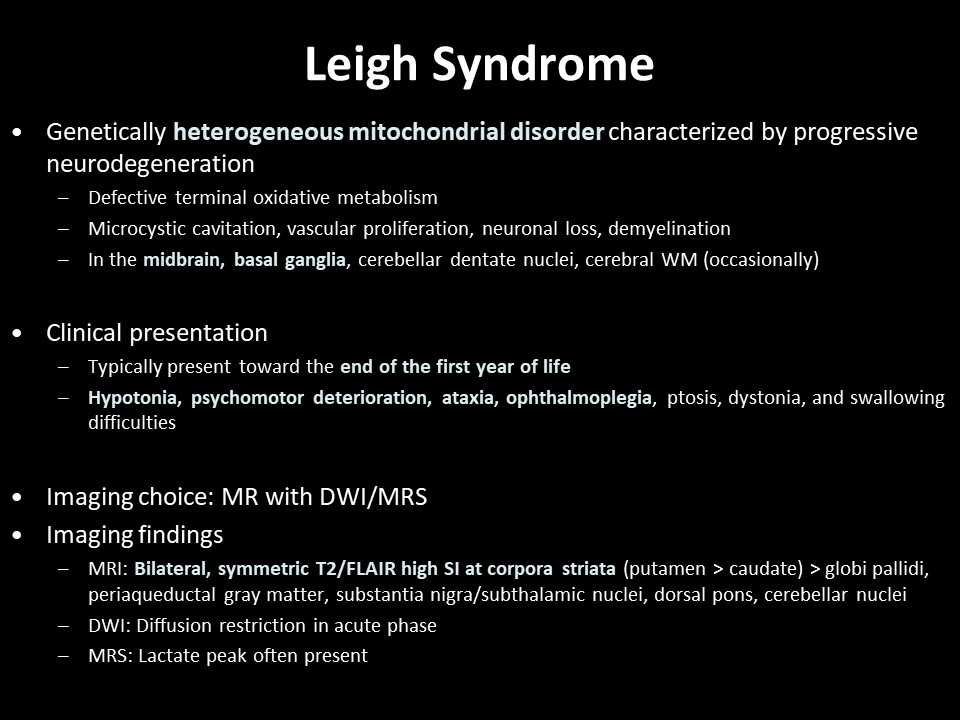 Leigh Syndrome
• Genetically heterogeneous mitochondrial disorder characterized by progressive
neurodegeneration
– Defective terminal oxidative metabolism
– Microcystic cavitation, vascular proliferation, neuronal loss, demyelination
– In the midbrain, basal ganglia, cerebellar dentate nuclei, cerebral WM (occasionally)
• Clinical presentation
– Typically present toward the end of the first year of life
– Hypotonia, psychomotor deterioration, ataxia, ophthalmoplegia, ptosis, dystonia, and swallowing
difficulties
• Imaging choice: MR with DWI/MRS
• Imaging findings
– MRI: Bilateral, symmetric T2/FLAIR high SI at corpora striata (putamen > caudate) > globi pallidi,
periaqueductal gray matter, substantia nigra/subthalamic nuclei, dorsal pons, cerebellar nuclei
– DWI: Diffusion restriction in acute phase
– MRS: Lactate peak often present